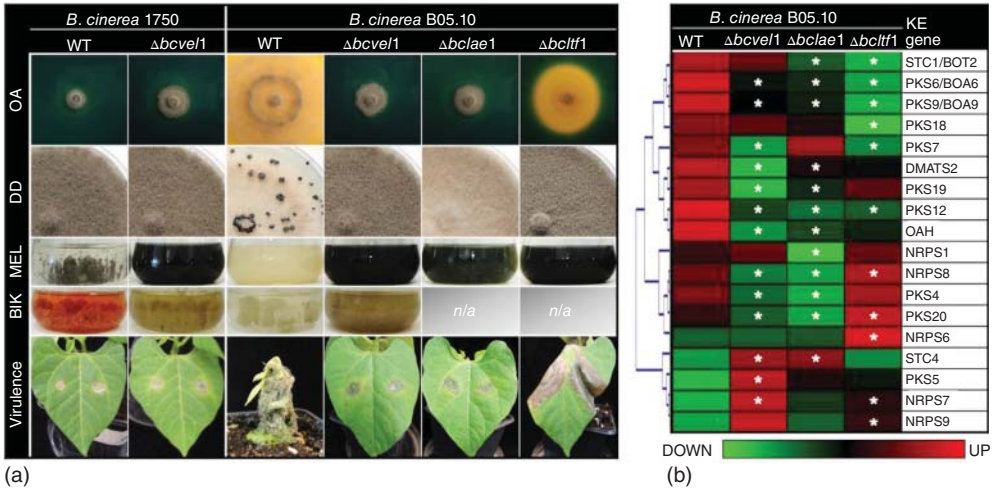 B. cinerea 1750
B. cinerea B05.10
WT
Δbcvel1
WT
Δbcvel1
Δbclae1
Δbcltf1
OA
DD
MEL
BIK
n/a
n/a
Virulence
(a)
B. cinerea B05.10
KE gene
WT
Δbcvel1
Δbclae1
Δbcltf1
* * STC1/BOT2
* * * PKS6/BOA6
* * * PKS9/BOA9
* PKS18
* * PKS7
* * DMATS2
* * PKS19
* * * PKS12
* * OAH
* NRPS1
* * * NRPS8
* * PKS4
* * * PKS20
* NRPS6
* * STC4
* PKS5
* * NRPS7
* NRPS9
DOWN
UP
(b)